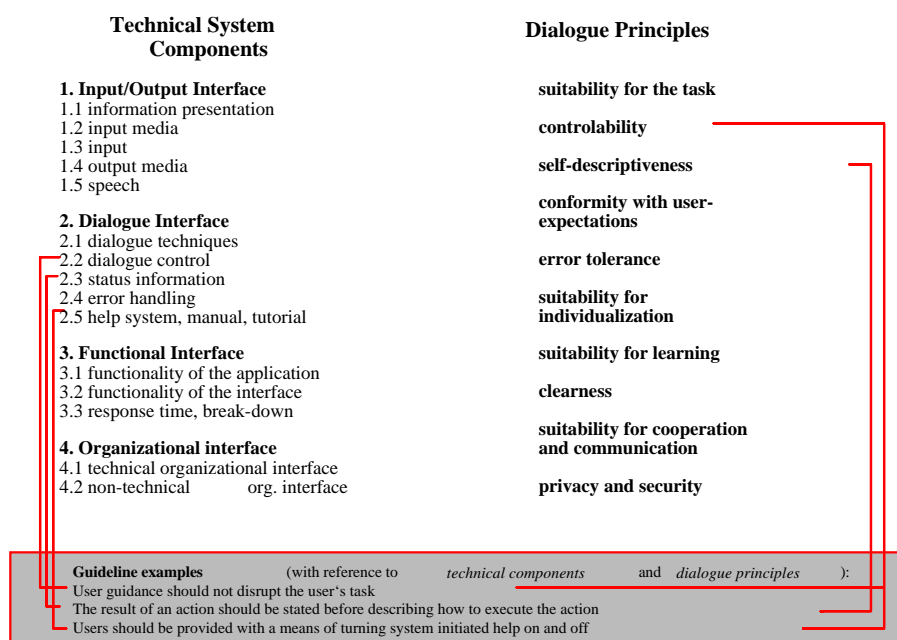 Technical System
Components
1. Input/Output Interface
1.1 information presentation
1.2 input media
1.3 input
1.4 output media
1.5 speech
2. Dialogue Interface
2.1 dialogue techniques
2.2 dialogue control
2.3 status information
2.4 error handling
2.5 help system, manual, tutorial
3. Functional Interface
3.1 functionality of the application
3.2 functionality of the interface
3.3 response time, break-down
4. Organizational interface
4.1 technical organizational interface
4.2 non-technical org. interface
Dialogue Principles
suitability for the task
controlability
self-descriptiveness
conformity with user-
expectations
error tolerance
suitability for
individualization
suitability for learning
clearness
suitability for cooperation
and communication
privacy and security
Guideline examples (with reference to technical components and dialogue principles ):
User guidance should not disrupt the user‘s task
The result of an action should be stated before describing how to execute the action
Users should be provided with a means of turning system initiated help on and off